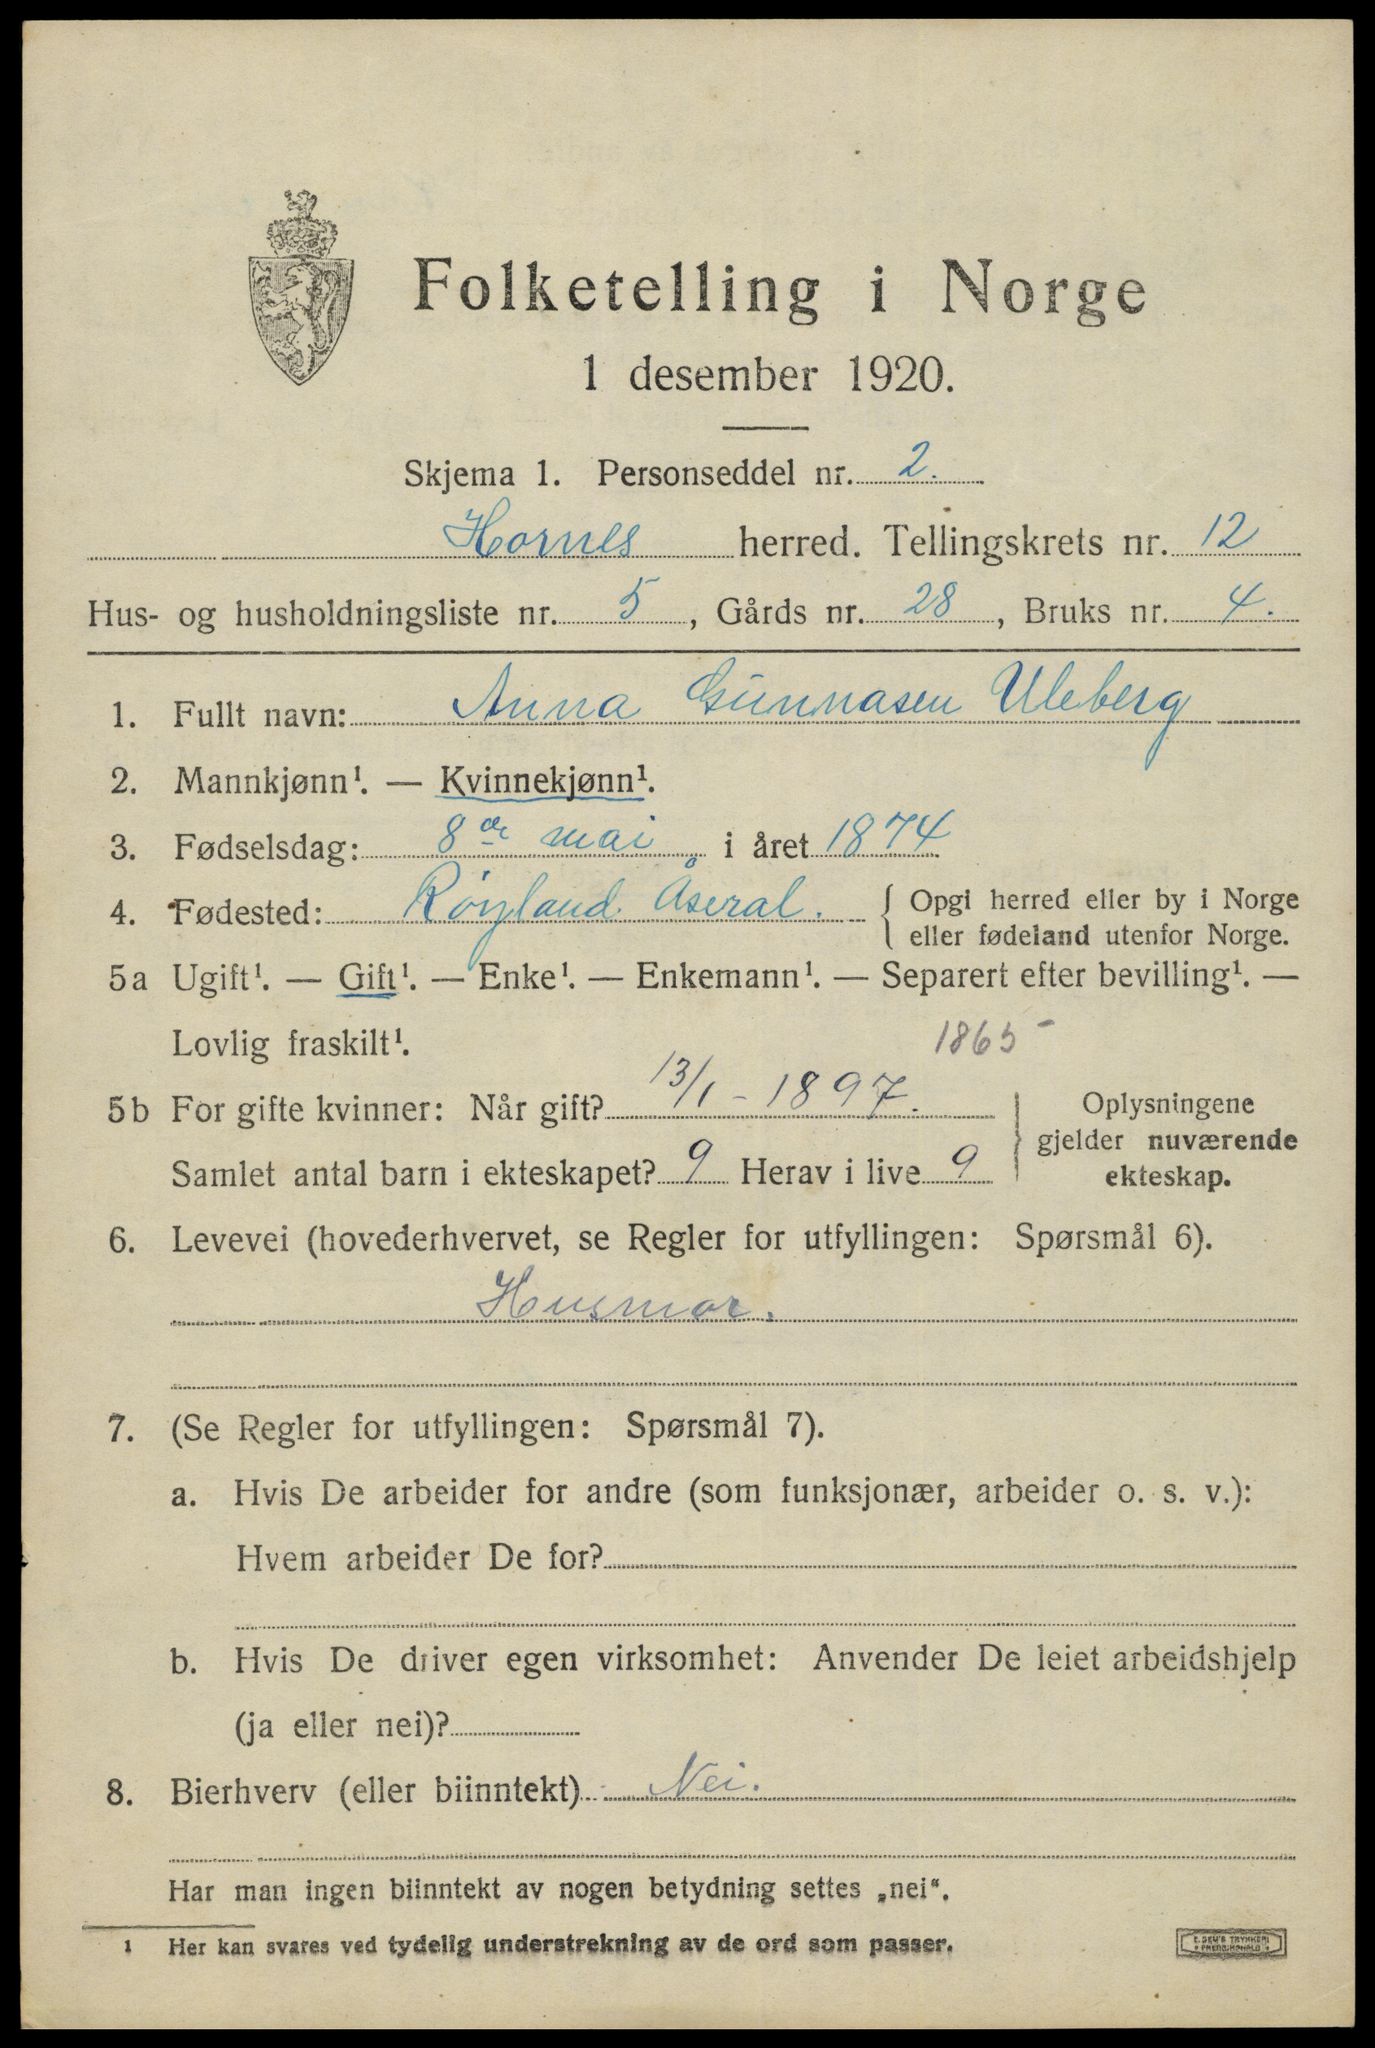 Folketelling i Norge
1 desember 1920.
Skjema 1. Personseddel nr. 2.
Hornes herred. Tellingskrets nr. 12
Hus- og husholdningsliste nr. 5, Gårds nr. 28, Bruks nr. 4.
1. Fullt navn: Anna Gunnasen Uleberg
2. Mannkjønn¹. — Kvinnekjønn¹.
3. Fødselsdag: 8de mai i året 1874
4. Fødested: Röyland Åseral. { Opgi herred eller by i Norge
eller fødeland utenfor Norge.
5a Ugift¹. — Gift¹. — Enke¹. — Enkemann¹. — Separert efter bevilling¹. —
Lovlig fraskilt¹.
1865
5b For gifte kvinner: Når gift? 13/1 - 1897.
Samlet antal barn i ekteskapet? 9 Herav i live 9
} Oplysningene
gjelder nuværende
ekteskap.
6. Levevei (hovederhvervet, se Regler for utfyllingen: Spørsmål 6).
Husmor.
7. (Se Regler for utfyllingen: Spørsmål 7).
a. Hvis De arbeider for andre (som funksjonær, arbeider o. s. v.):
Hvem arbeider De for?
b. Hvis De driver egen virksomhet: Anvender De leiet arbeidshjelp
(ja eller nei)?
8. Bierhverv (eller biinntekt) Nei.
Har man ingen biinntekt av nogen betydning settes „nei“.
1 Her kan svares ved tydelig understrekning av de ord som passer.